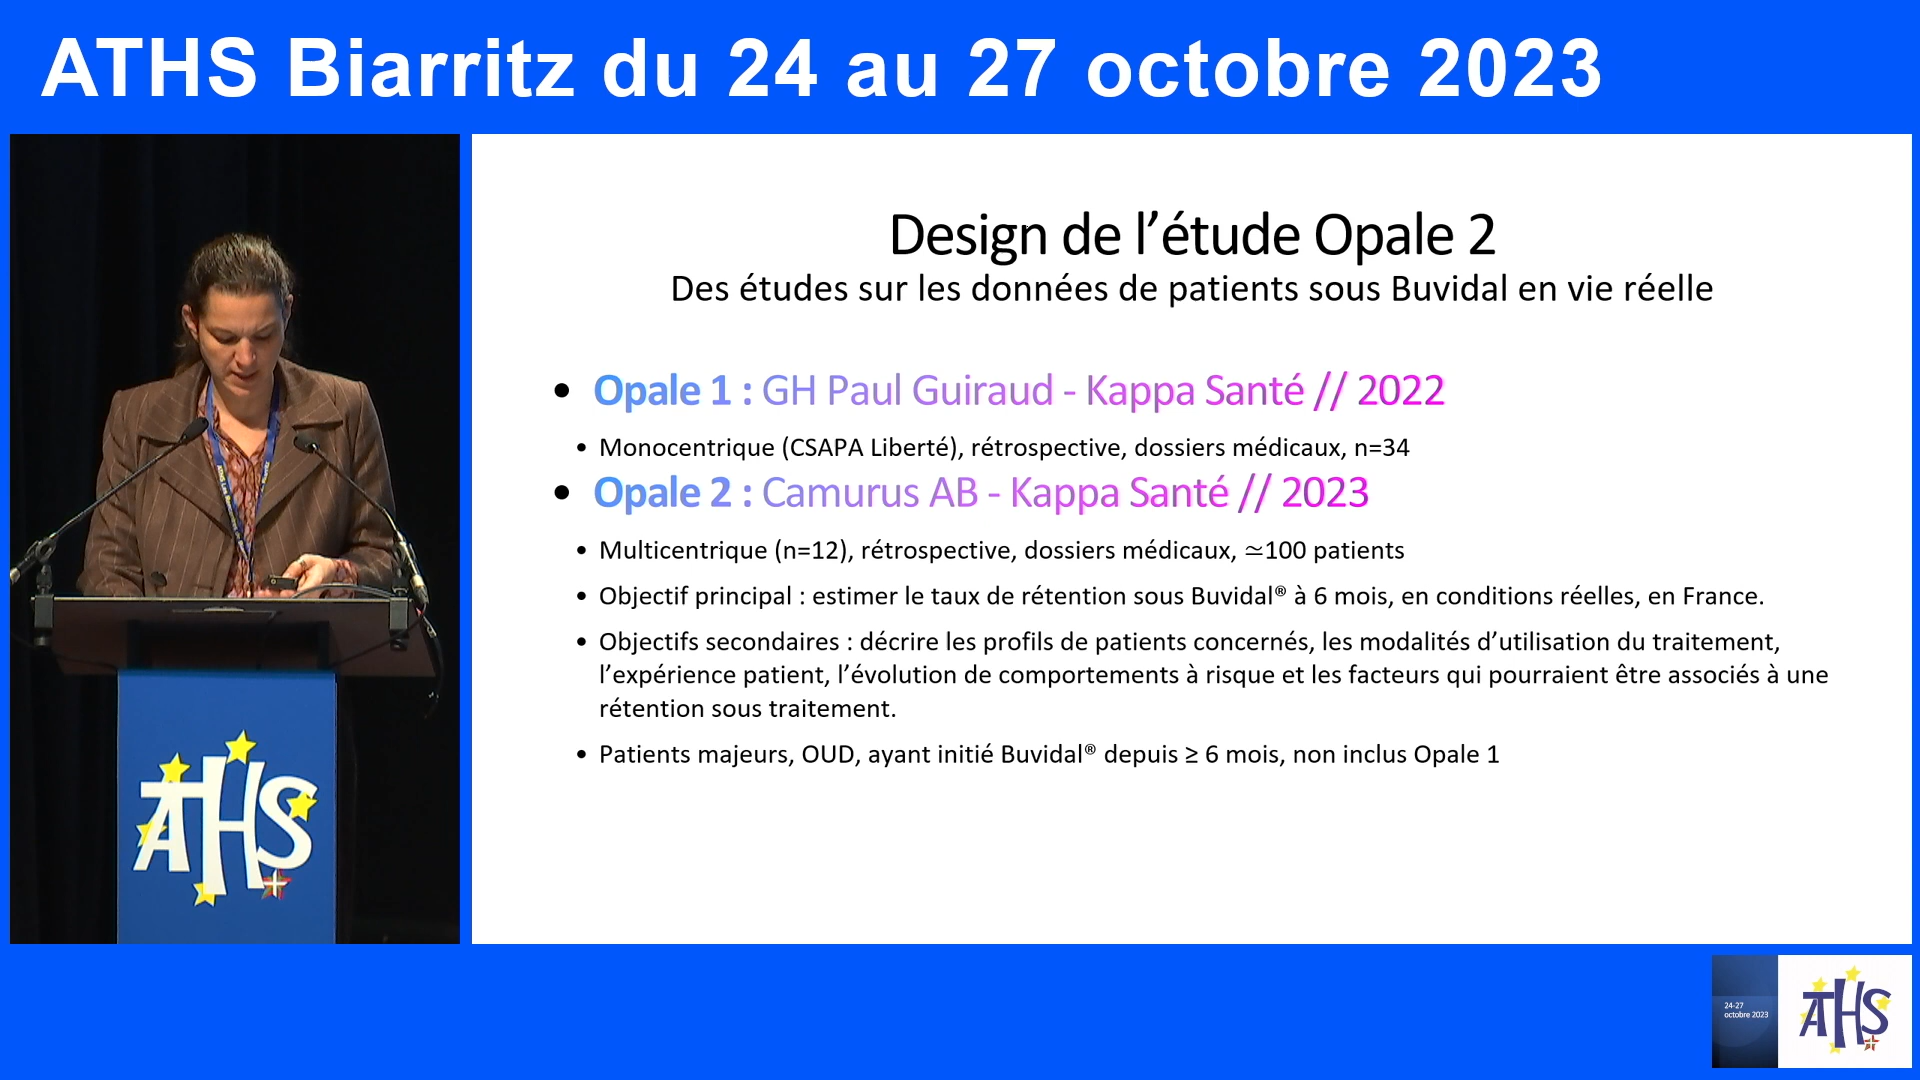 ATHS Biarritz du 24 au 27 octobre 2023
Design de l’étude Opale 2
Des études sur les données de patients sous Buvidal en vie réelle
• Opale 1 : GH Paul Guiraud - Kappa Santé // 2022
• Monocentrique (CSAPA Liberté), rétrospective, dossiers médicaux, n=34
• Opale 2 : Camurus AB - Kappa Santé // 2023
• Multicentrique (n=12), rétrospective, dossiers médicaux, ≃100 patients
• Objectif principal : estimer le taux de rétention sous Buvidal® à 6 mois, en conditions réelles, en France.
• Objectifs secondaires : décrire les profils de patients concernés, les modalités d’utilisation du traitement,
l’expérience patient, l’évolution de comportements à risque et les facteurs qui pourraient être associés à une
rétention sous traitement.
• Patients majeurs, OUD, ayant initié Buvidal® depuis ≥ 6 mois, non inclus Opale 1
ATHS
24-27
octobre 2023
ATHS